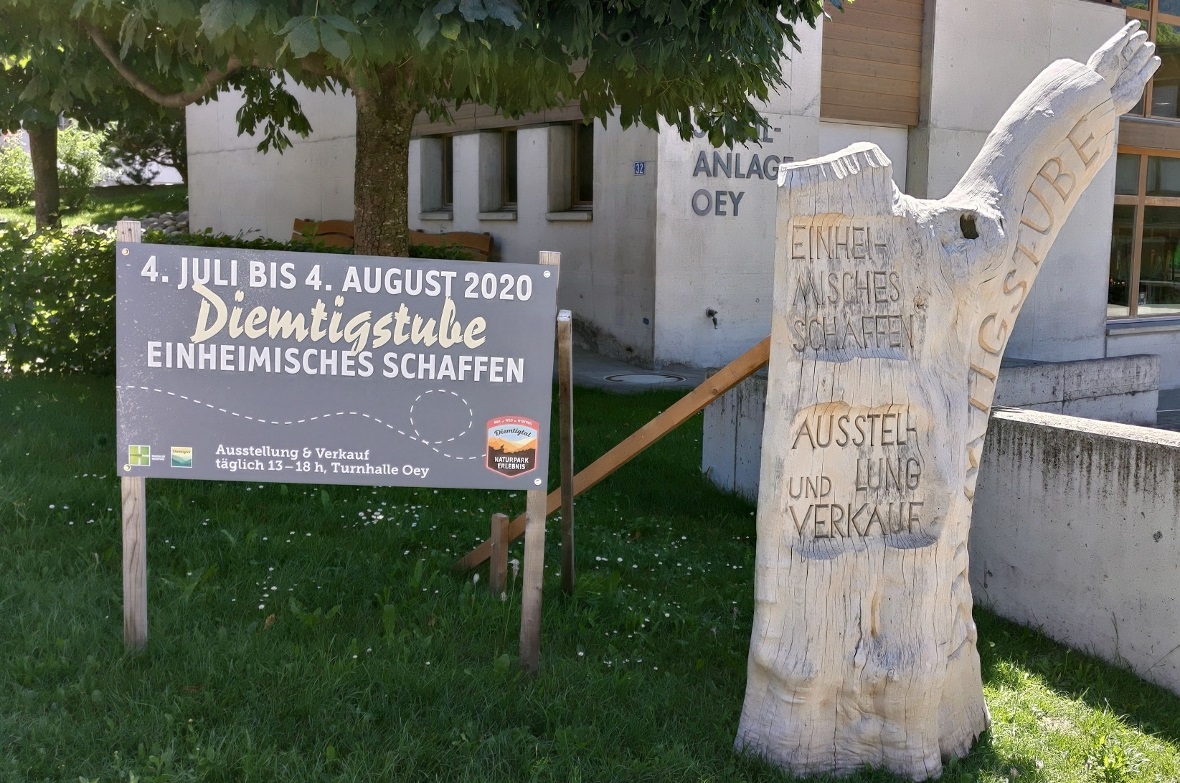 4. JULI BIS 4. AUGUST 2020
Diemtigstube
EINHEIMISCHES SCHAFFEN
Ausstellung & Verkauf
täglich 13–18 h, Turnhalle Oey
Diemtigtal
NATURPARK
ERLEBNIS
32
ANLAGE
OEY
EINHEI-
MISCHES
SCHAFFEN
AUSSTEL-
UND LUNG
VERKAUF